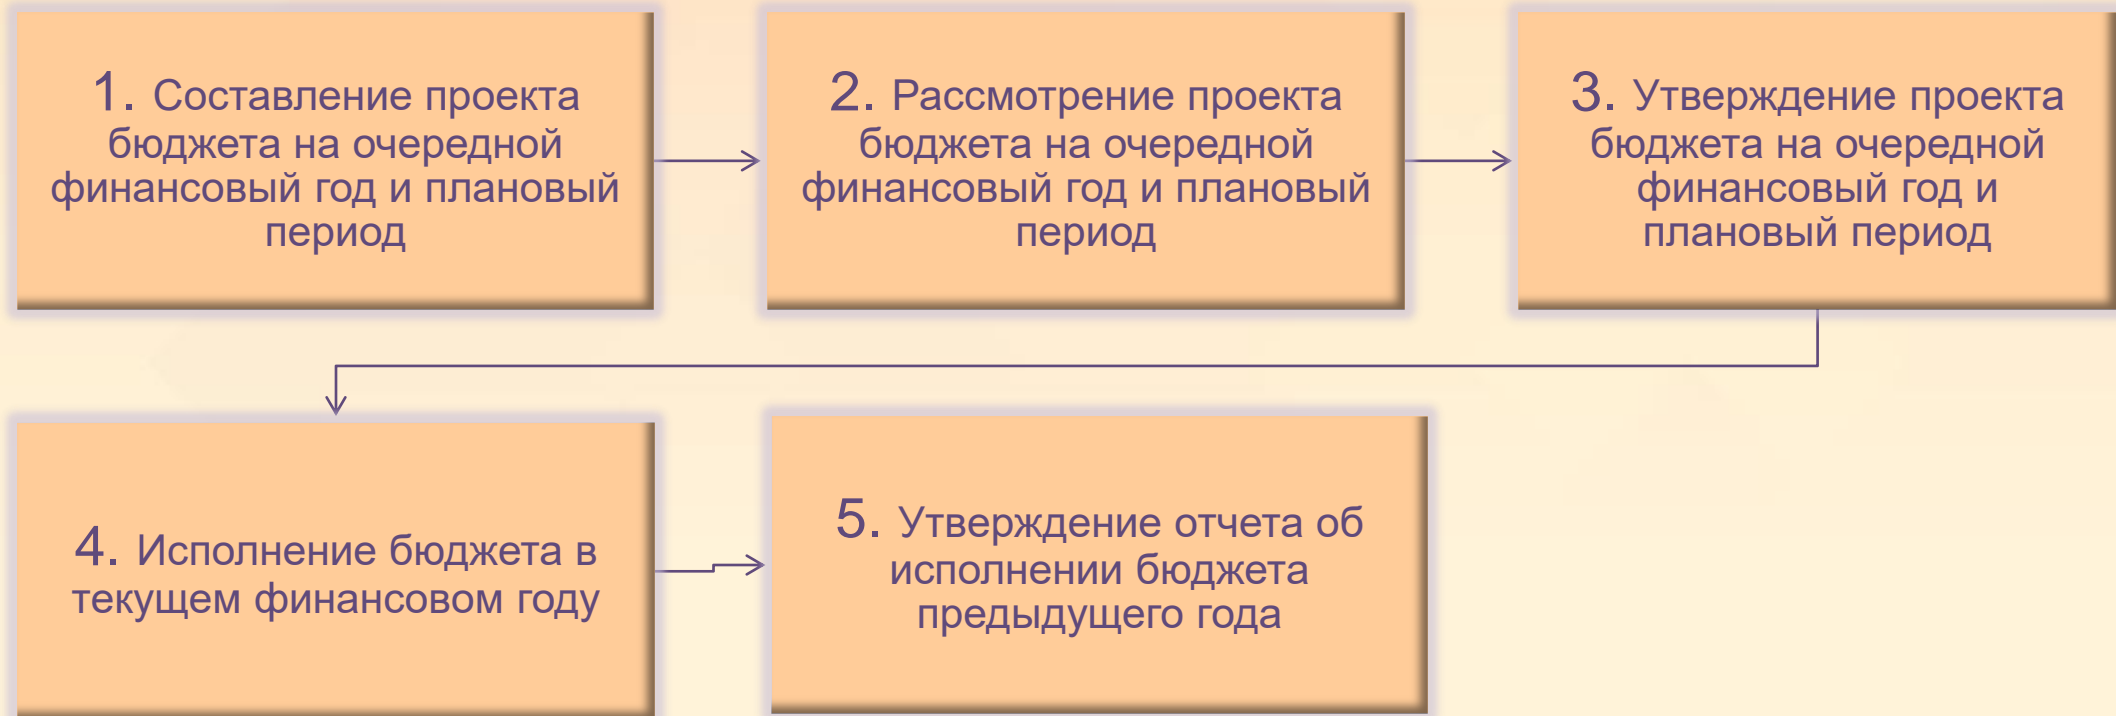 1. Составление проекта
бюджета на очередной
финансовый год и плановый
период
2. Рассмотрение проекта
бюджета на очередной
финансовый год и плановый
период
3. Утверждение проекта
бюджета на очередной
финансовый год и
плановый период
4. Исполнение бюджета в
текущем финансовом году
5. Утверждение отчета об
исполнении бюджета
предыдущего года